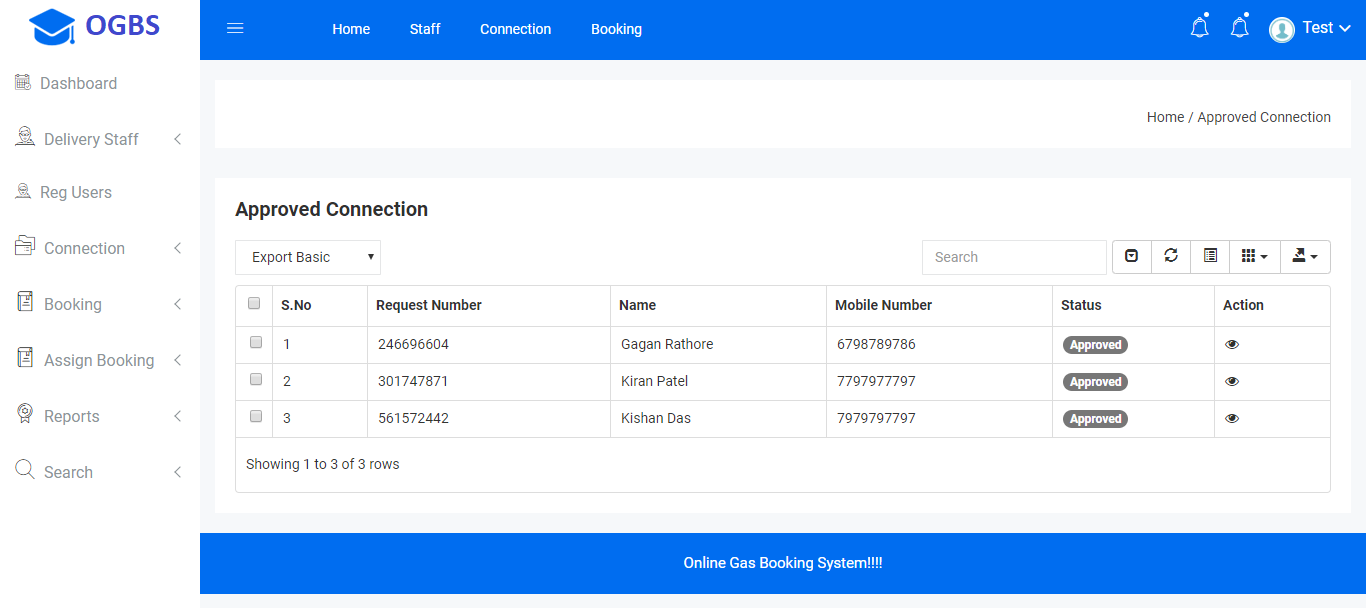 OGBS
Home Staff Connection Booking Test
Dashboard
Delivery Staff
Reg Users
Connection
Booking
Assign Booking
Reports
Search
Home / Approved Connection
Approved Connection
Export Basic Search
S.No Request Number Name Mobile Number Status Action
1 246696604 Gagan Rathore 6798789786 Approved
2 301747871 Kiran Patel 7797977797 Approved
3 561572442 Kishan Das 7979797797 Approved
Showing 1 to 3 of 3 rows
Online Gas Booking System!!!!